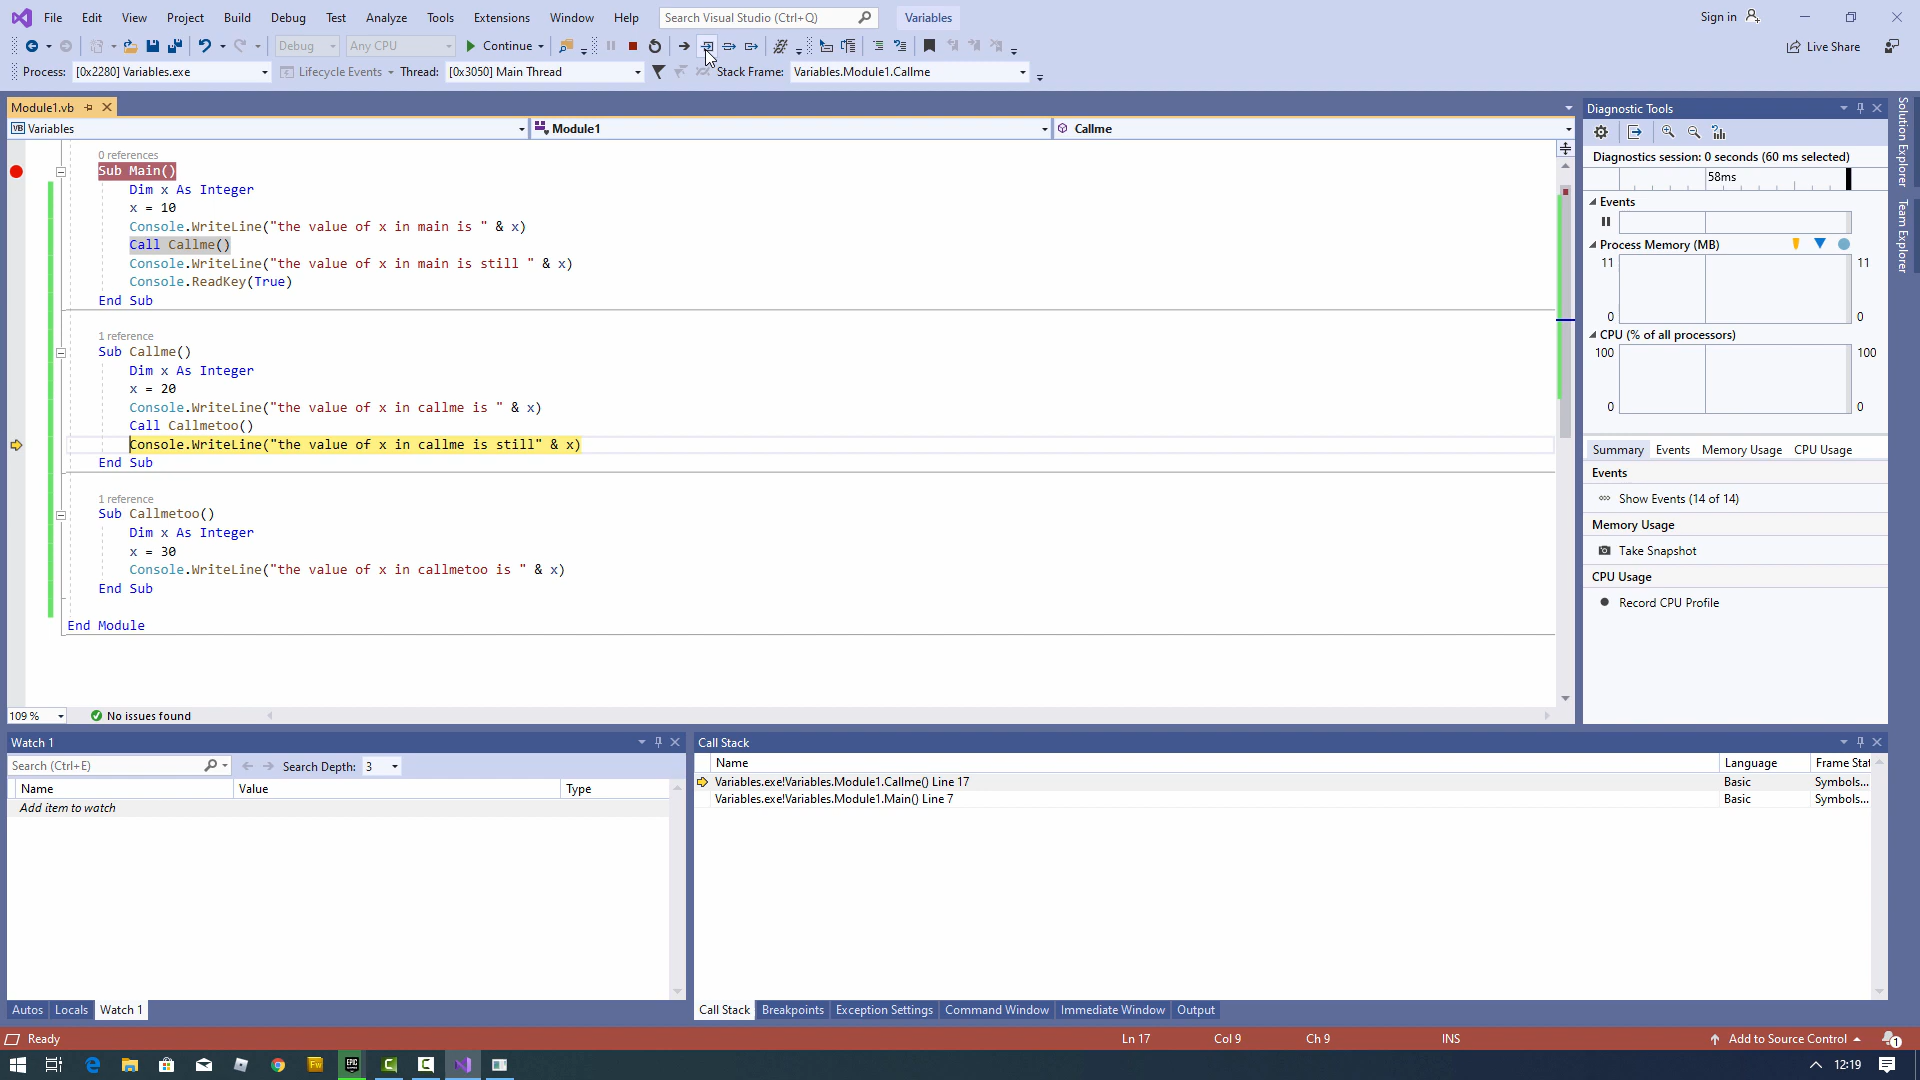 File Edit View Project Build Debug Test Analyze Tools Extensions Window Help Search Visual Studio (Ctrl+Q) Variables Sign in
Debug Any CPU Continue Live Share
Process: [0x2280] Variables.exe Lifecycle Events Thread: [0x3050] Main Thread Stack Frame: Variables.Module1.Callme
Module1.vb
VB Variables Module1 Callme
0 references
Sub Main()
Dim x As Integer
x = 10
Console.WriteLine("the value of x in main is " & x)
Call Callme()
Console.WriteLine("the value of x in main is still " & x)
Console.ReadKey(True)
End Sub
1 reference
Sub Callme()
Dim x As Integer
x = 20
Console.WriteLine("the value of x in callme is " & x)
Call Callmetoo()
Console.WriteLine("the value of x in callme is still" & x)
End Sub
1 reference
Sub Callmetoo()
Dim x As Integer
x = 30
Console.WriteLine("the value of x in callmetoo is " & x)
End Sub
End Module
109 % No issues found
Diagnostic Tools
Diagnostics session: 0 seconds (60 ms selected)
58ms
Events
Process Memory (MB)
11 11
0 0
CPU (% of all processors)
100 100
0 0
Summary Events Memory Usage CPU Usage
Events
Show Events (14 of 14)
Memory Usage
Take Snapshot
CPU Usage
Record CPU Profile
Solution Explorer
Team Explorer
Watch 1
Search (Ctrl+E) Search Depth: 3
Name Value Type
Add item to watch
Autos Locals Watch 1
Call Stack
Name Language Frame Stat
Variables.exe!Variables.Module1.Callme() Line 17 Basic Symbols...
Variables.exe!Variables.Module1.Main() Line 7 Basic Symbols...
Call Stack Breakpoints Exception Settings Command Window Immediate Window Output
Ready Ln 17 Col 9 Ch 9 INS Add to Source Control 1
Fw EPIC GAMES 12:19